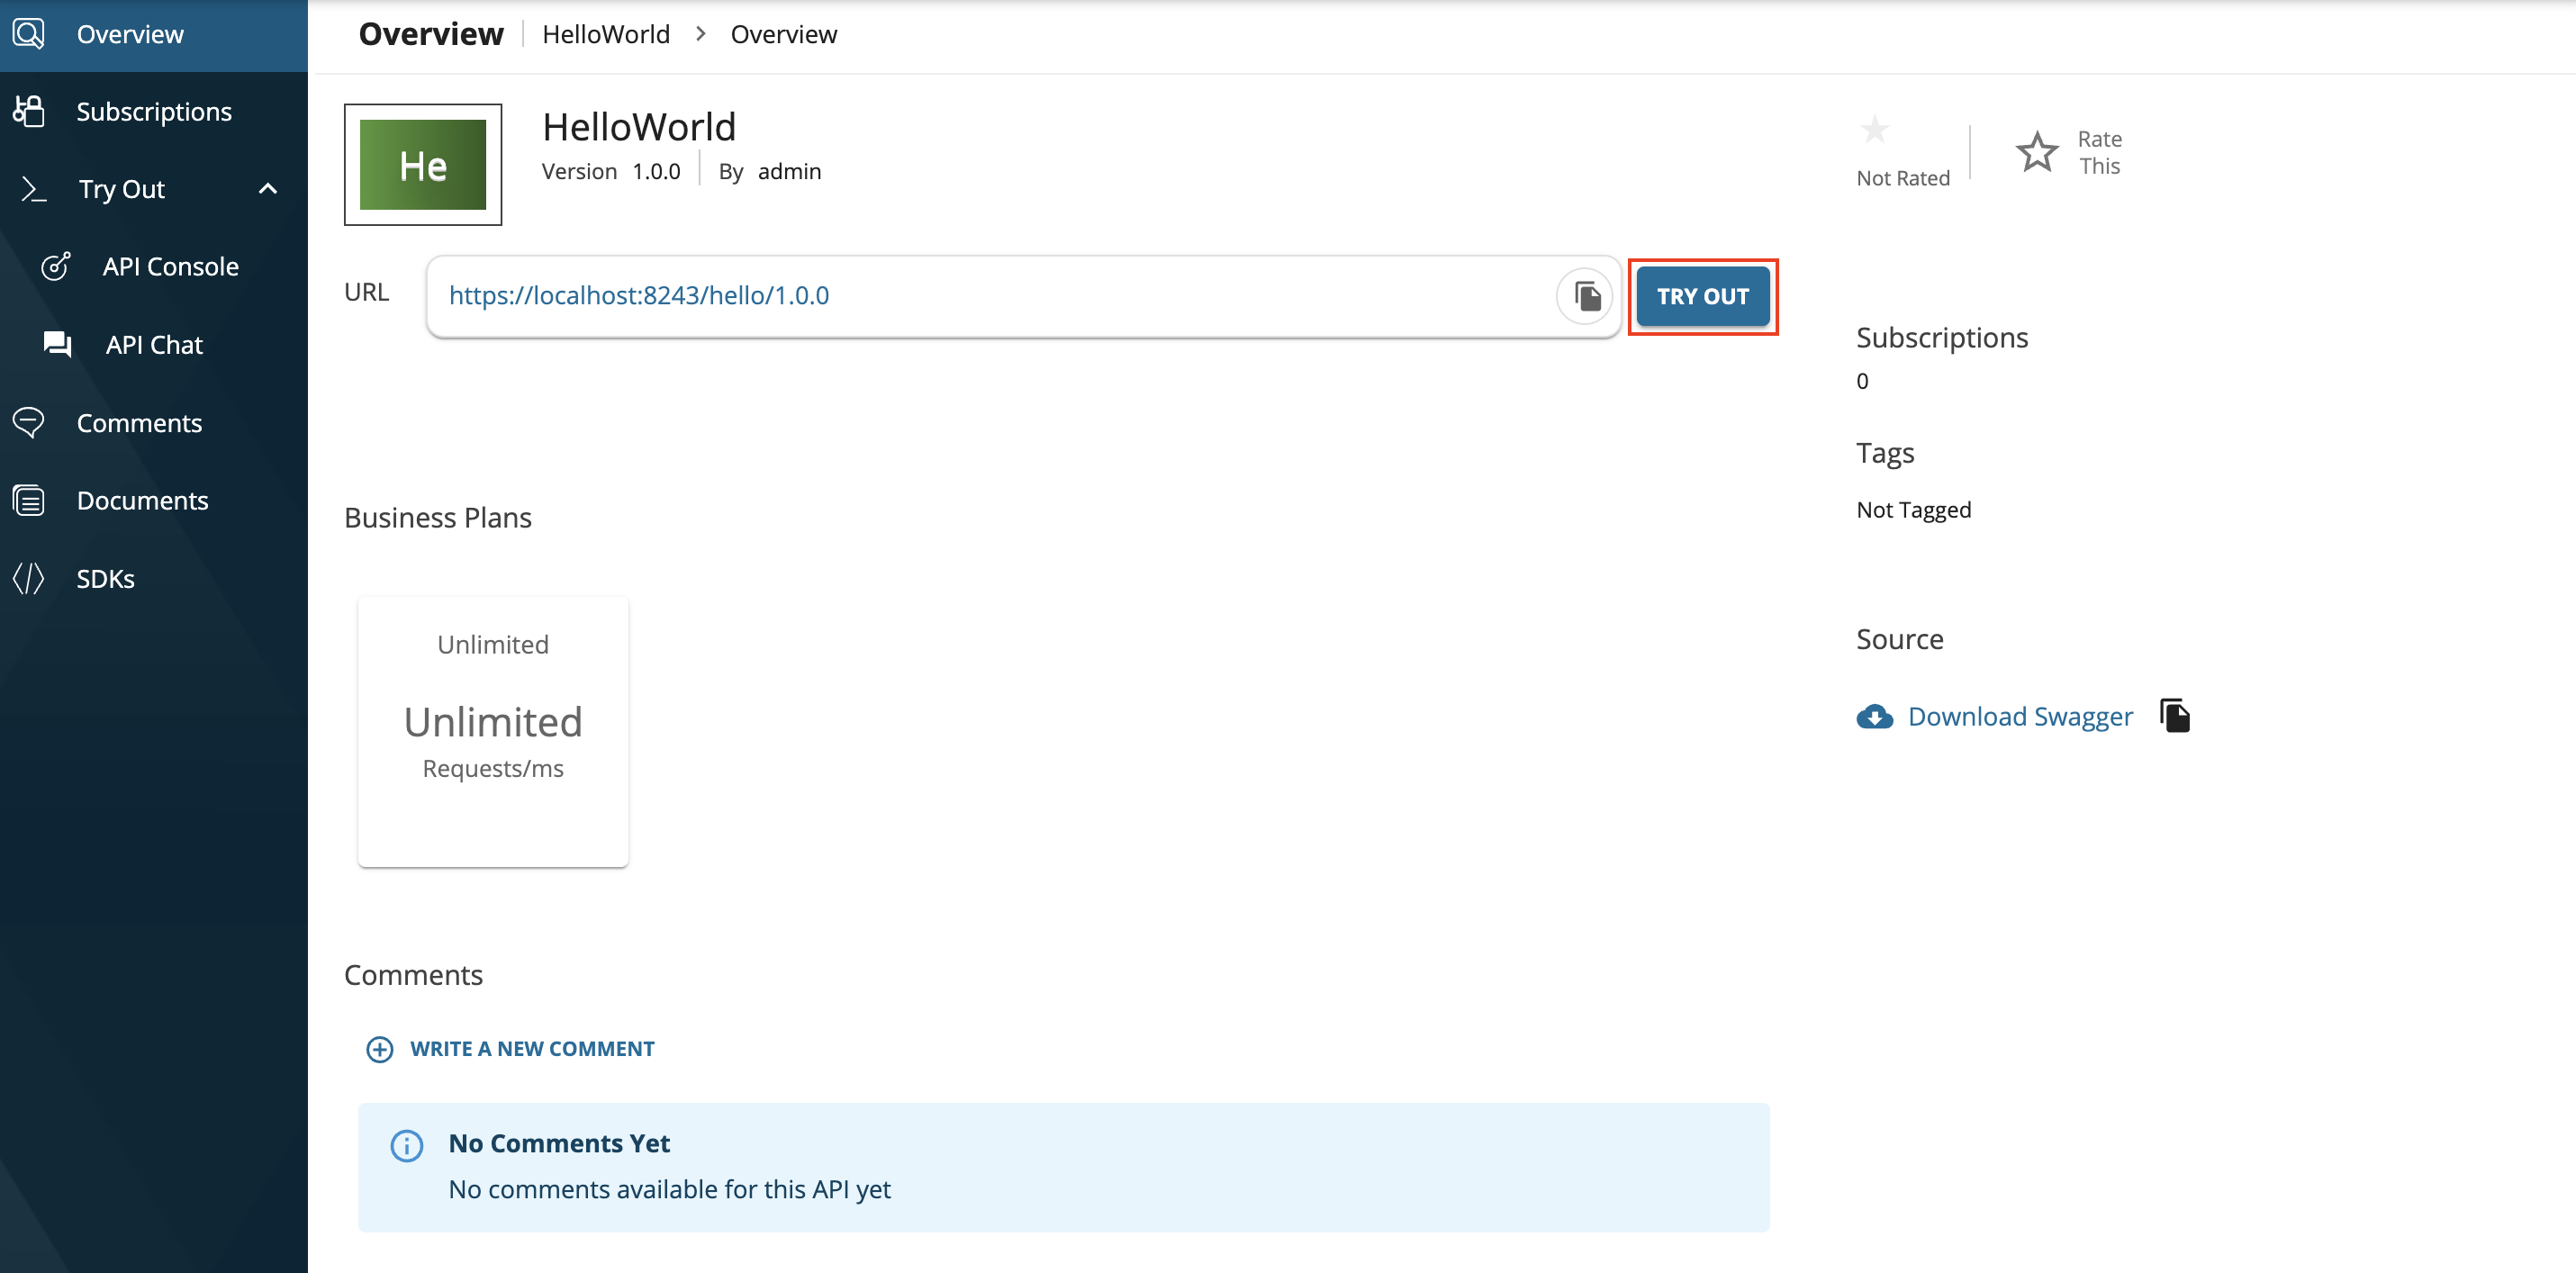 Overview
Subscriptions
Try Out
API Console
API Chat
Comments
Documents
SDKs
Overview HelloWorld > Overview
He
HelloWorld
Version 1.0.0 By admin
Not Rated
Rate
This
URL
https://localhost:8243/hello/1.0.0
TRY OUT
Subscriptions
0
Tags
Not Tagged
Source
Download Swagger
Business Plans
Unlimited
Unlimited
Requests/ms
Comments
WRITE A NEW COMMENT
No Comments Yet
No comments available for this API yet